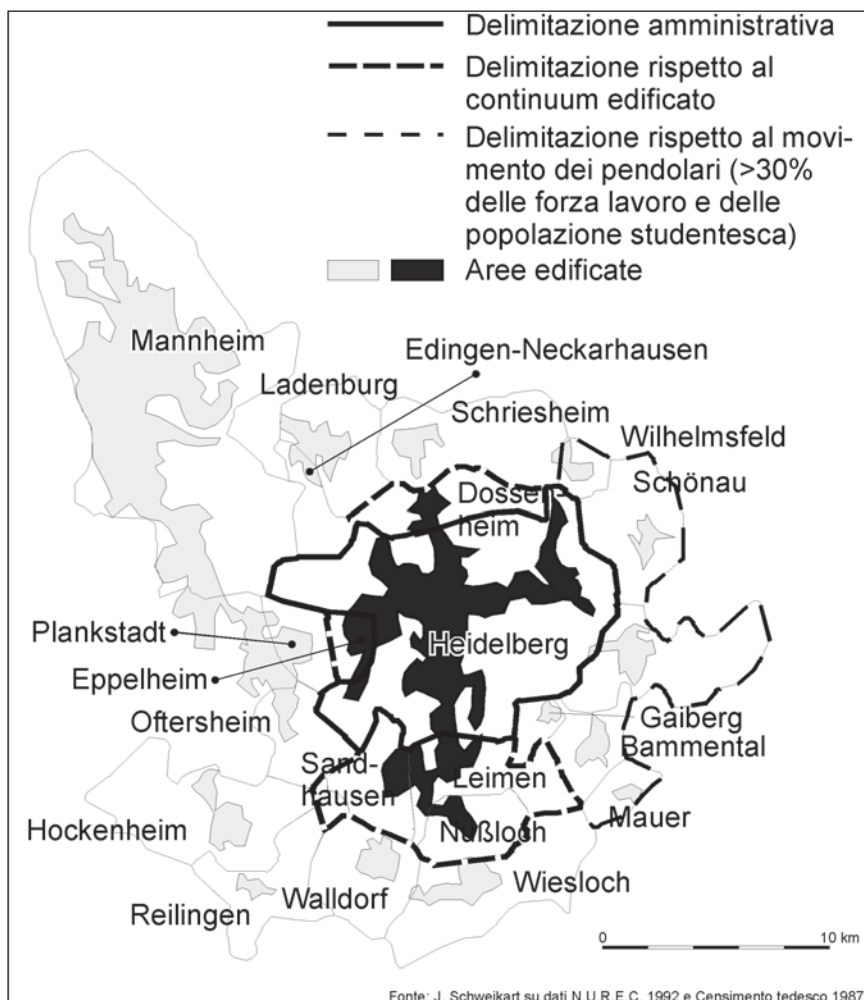 Delimitazione amministrativa
Delimitazione rispetto al
continuum edificato
Delimitazione rispetto al movi-
mento dei pendolari (>30%
delle forza lavoro e delle
popolazione studentesca)
Aree edificate
Mannheim
Edingen-Neckarhausen
Ladenburg
Schriesheim
Wilhelmsfeld
Schönau
Dossen-
heim
Plankstadt
Heidelberg
Eppelheim
Oftersheim
Gaiberg
Bammental
Sand-
hausen
Leimen
Hockenheim
Nußloch
Mauer
Walldorf
Wiesloch
Reilingen
0 10 km
Fonte: J. Schweikart su dati N.U.R.E.C. 1992 e Censimento tedesco 1987